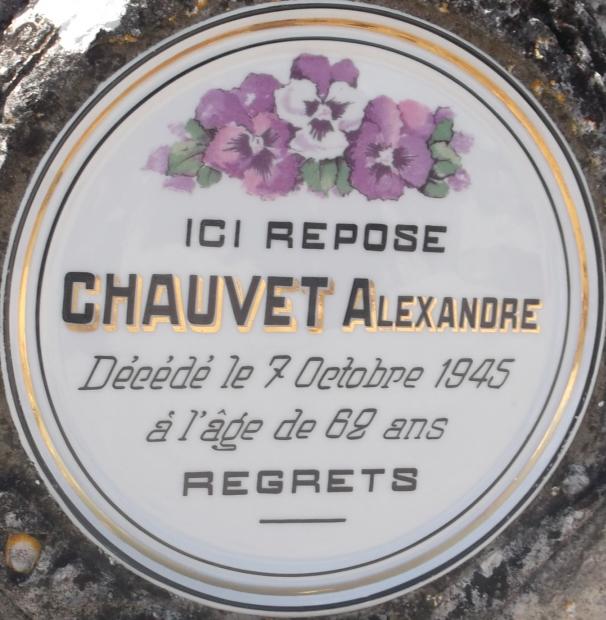 ICI REPOSE
CHAUVET ALEXANDRE
Décédé le 7 Octobre 1945
á l'âge de 62 ans
REGRETS